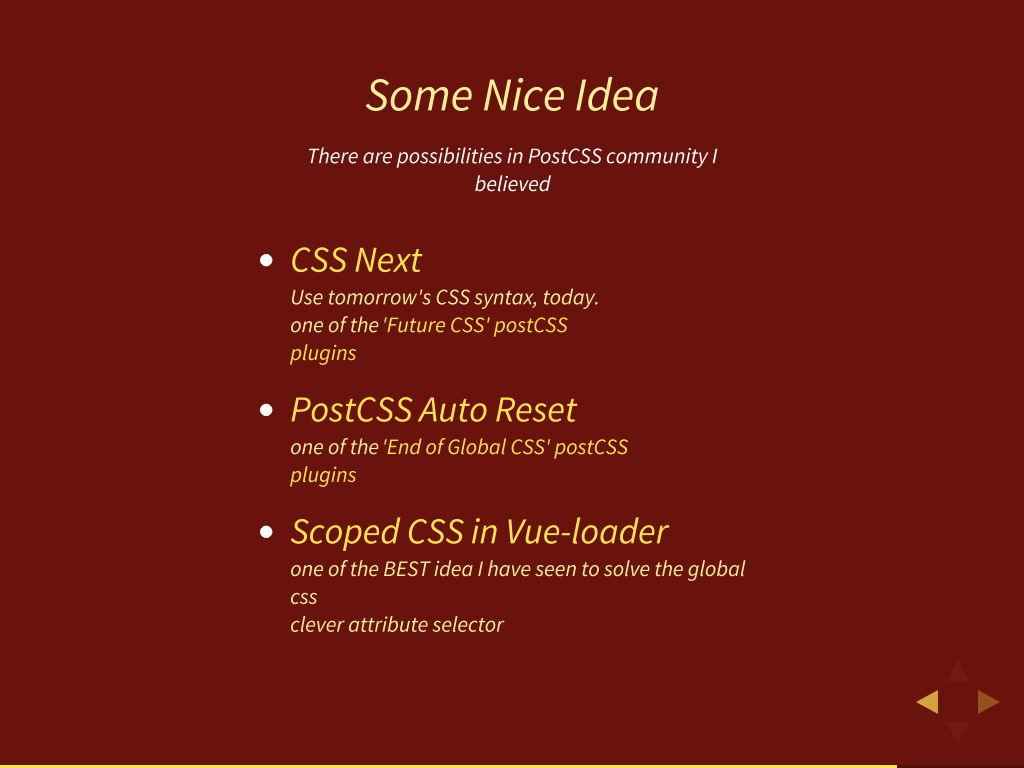 Some Nice Idea
There are possibilities in PostCSS community I
believed
CSS Next
Use tomorrow's CSS syntax, today.
one of the 'Future CSS' postCSS
plugins
PostCSS Auto Reset
one of the 'End of Global CSS' postCSS
plugins
Scoped CSS in Vue-loader
one of the BEST idea I have seen to solve the global
css
clever attribute selector